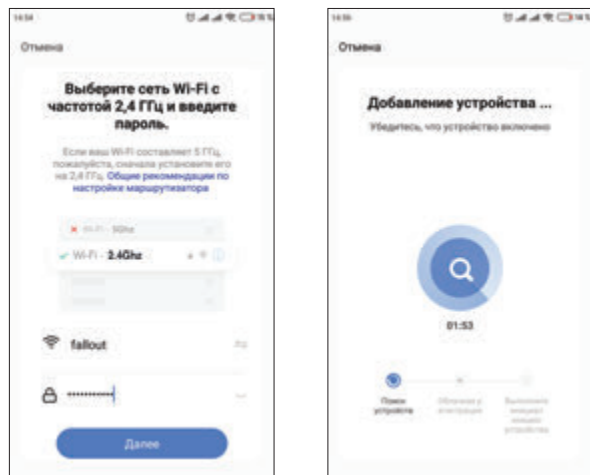 14:54
Отмена
Выберите сеть Wi-Fi с
частотой 2,4 ГГц и введите
пароль.
Если ваш Wi-Fi составляет 5 ГГц,
пожалуйста, сначала установите его
на 2,4 ГГц. Общие рекомендации по
настройке маршрутизатора
Wi-Fi - 5Ghz
Wi-Fi - 2.4Ghz
fallout
Далее
Отмена
Добавление устройства ...
Убедитесь, что устройство включено
01:53
Поиск
устройств